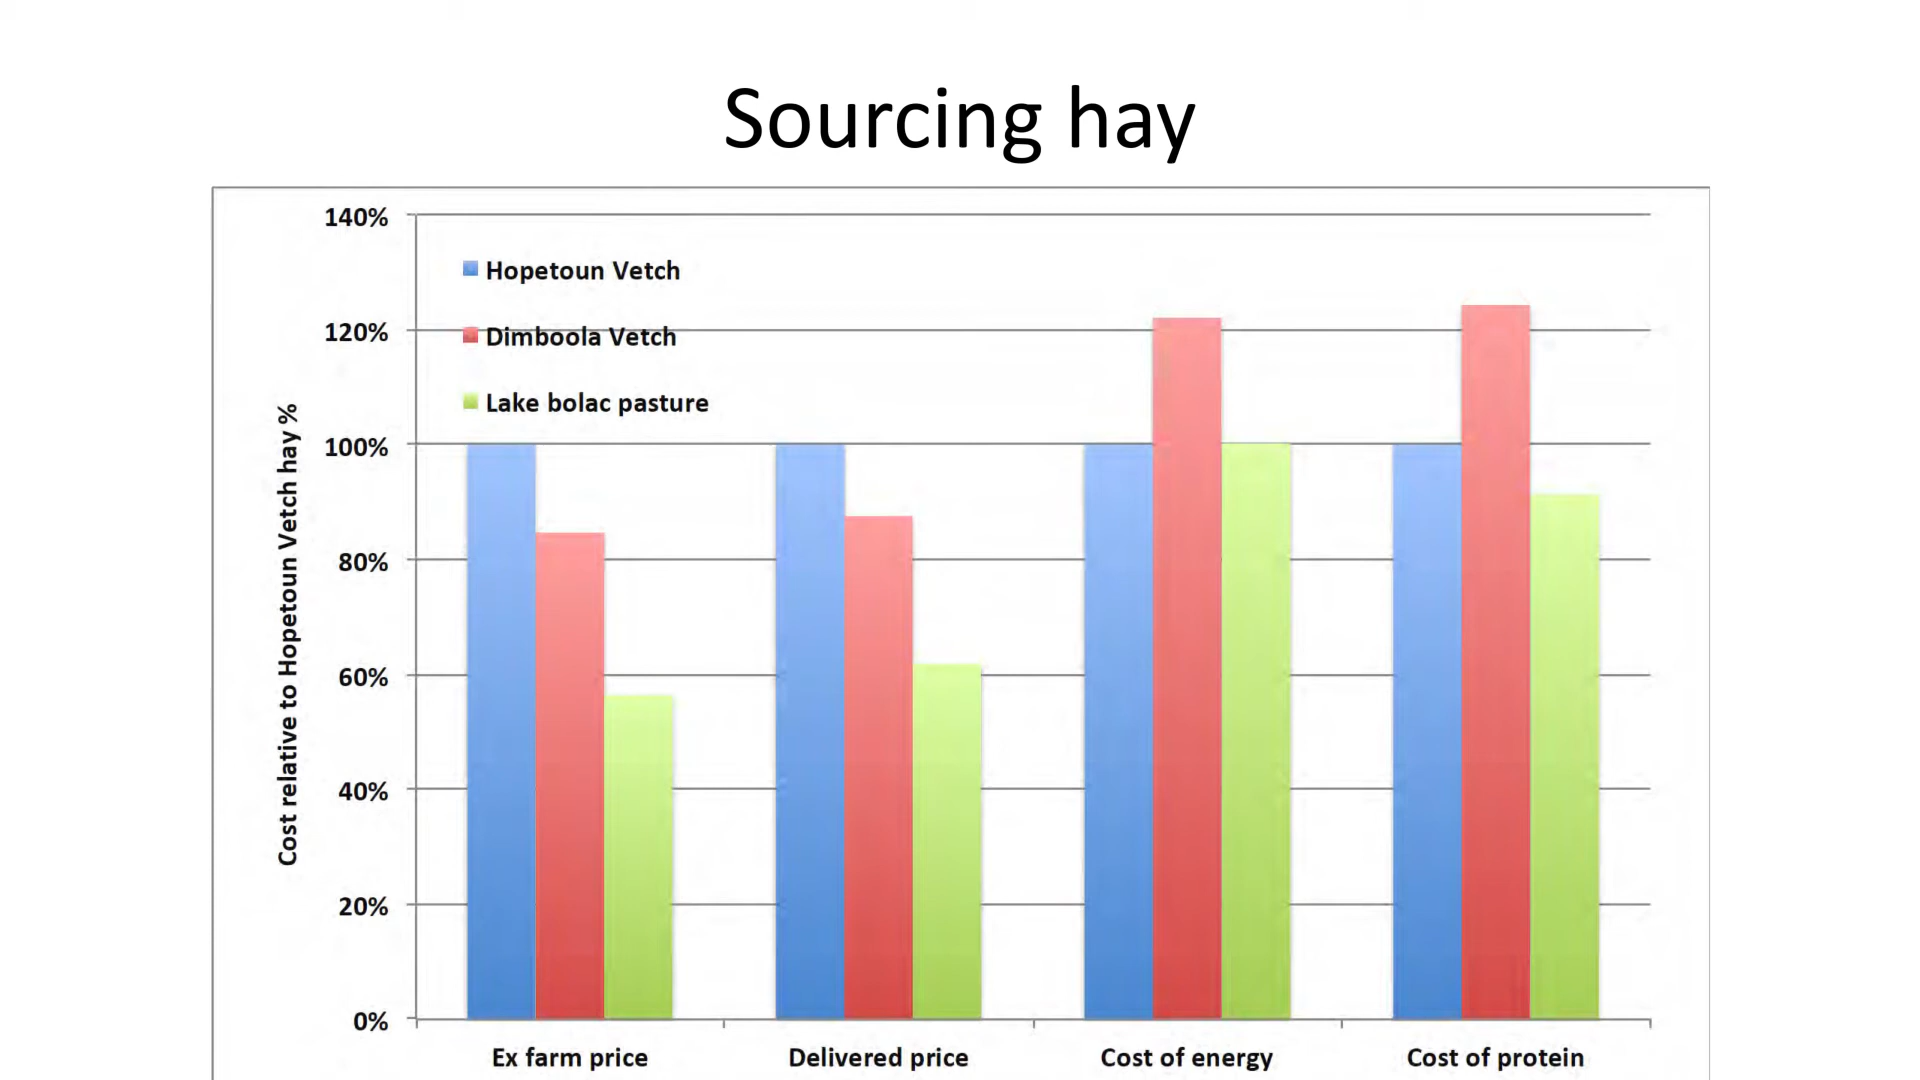 Sourcing hay
140%
120%
100%
80%
60%
40%
20%
0%
Cost relative to Hopetoun Vetch hay %
Hopetoun Vetch
Dimboola Vetch
Lake bolac pasture
Ex farm price
Delivered price
Cost of energy
Cost of protein